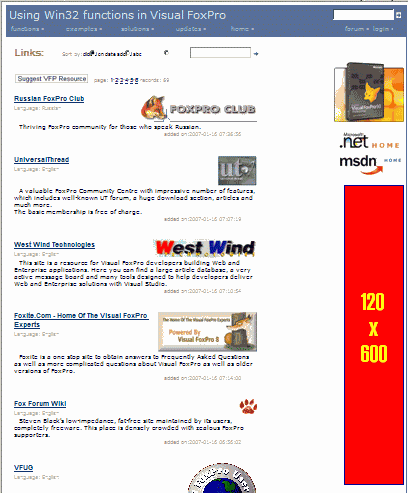 Using Win32 functions in Visual FoxPro
functions
examples
solutions
updates
home
forum
login
Links:
Sort by:
date added
abc
Suggest VFP Resource
page: 1 2 3 4 5 6 records: 69
Russian FoxPro Club
Language: Russian
FOXPRO CLUB
Thriving FoxPro community for those who speak Russian.
added on:2007-01-16
UniversalThread
Language: English
ut
A valuable FoxPro Community Centre with impressive number of features,
which includes well-known UT forum, a huge download section, articles and
much more.
The basic membership is free of charge.
added on:2007-01-16 07:07:19
West Wind Technologies
Language: English
West Wind
This site is a resource for Visual FoxPro developers building Web and
Enterprise applications. Here you can find a large article database, a very
active message board and many tools designed to help developers deliver
Web and Enterprise solutions with Visual Studio.
added on:2007-01-16 07:10:54
Foxite.Com - Home Of The Visual FoxPro
Experts
Language: English
The Home Of The Visual FoxPro Experts
Powered By
Visual FoxPro 8
Foxite is a one stop site to obtain answers to Frequently Asked Questions
as well as more complicated questions about Visual FoxPro as well as older
versions of FoxPro.
added on:2007-01-16 07:14:00
Fox Forum Wiki
Language: English
Steven Black's low-impedance, fat-free site maintained by its users,
completely freeware. This place is densely crowded with zealous FoxPro
supporters.
added on:2007-01-16
VFUG
Language: English
Microsoft
.net HOME
msdn HOME
120
x
600